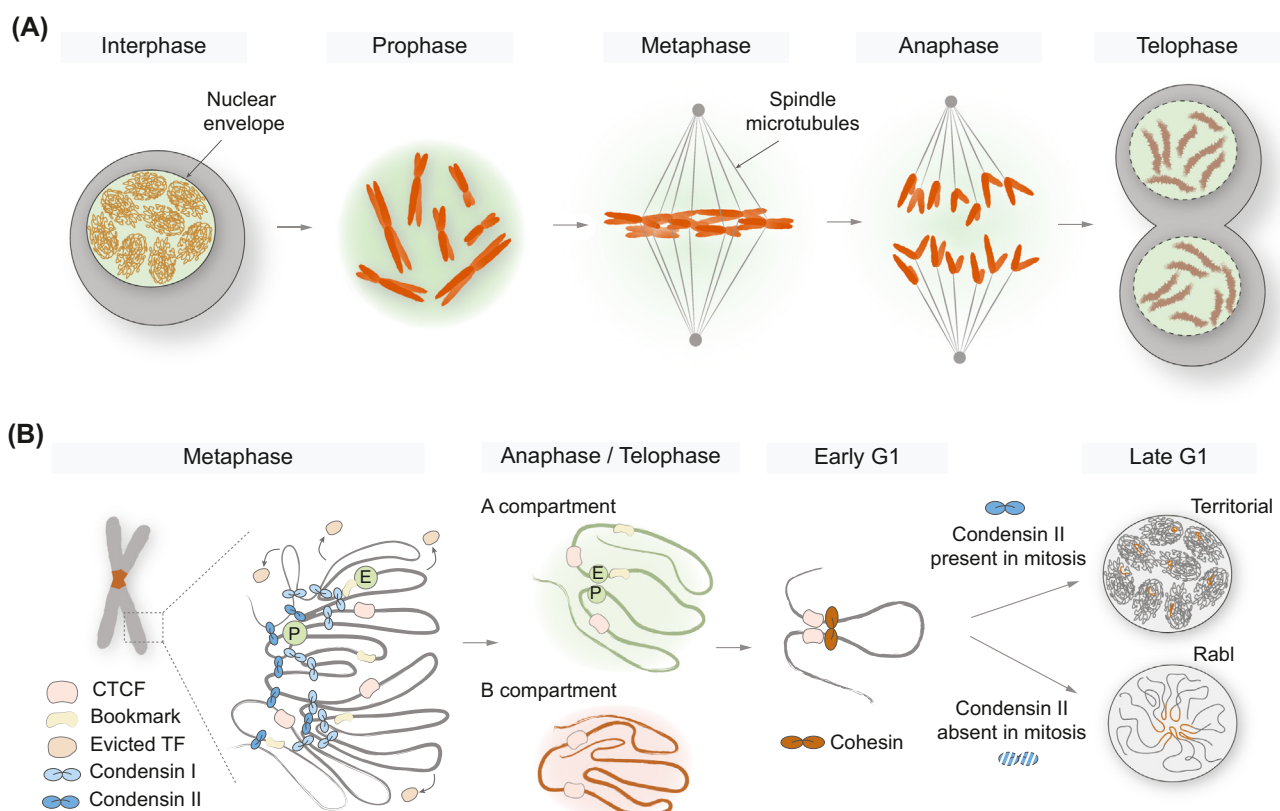 (A)
Interphase
Prophase
Metaphase
Anaphase
Telophase
Nuclear
envelope
Spindle
microtubules
(B)
Metaphase
Anaphase / Telophase
Early G1
Late G1
A compartment
E
P
E
P
B compartment
CTCF
Bookmark
Evicted TF
Condensin I
Condensin II
Cohesin
Condensin II
present in mitosis
Condensin II
absent in mitosis
Territorial
Rabl